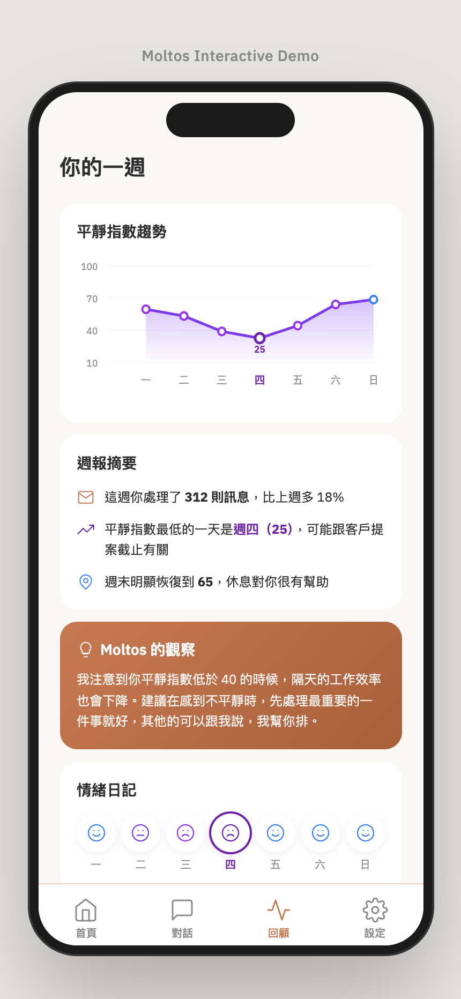 Moltos Interactive Demo
你的一週
平靜指數趨勢
100
70
40
10
25
一 二 三 四 五 六 日
週報摘要
這週你處理了 312 則訊息，比上週多 18%
平靜指數最低的一天是週四（25），可能跟客戶提
案截止有關
週末明顯恢復到 65，休息對你很有幫助
Moltos 的觀察
我注意到你平靜指數低於 40 的時候，隔天的工作效率
也會下降。建議在感到不平靜時，先處理最重要的一
件事就好，其他的可以跟我說，我幫你排。
情緒日記
一 二 三 四 五 六 日
首頁 對話 回顧 設定